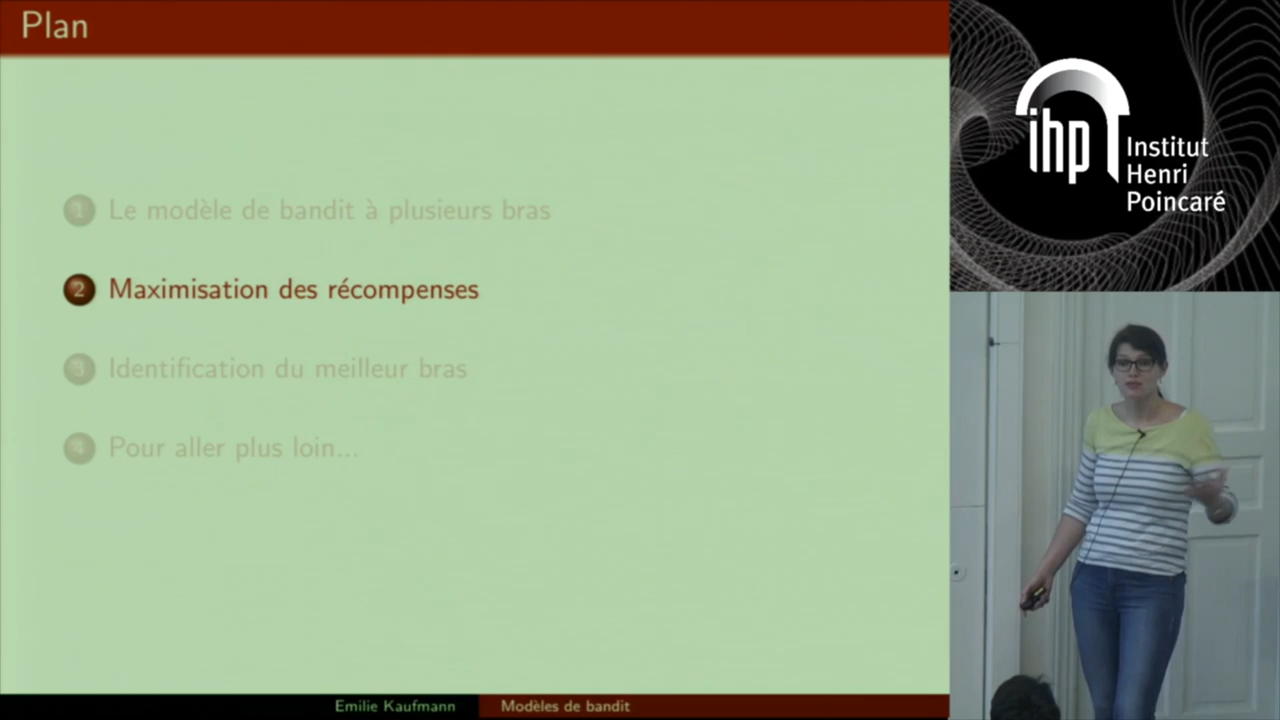 Plan
1 Le modèle de bandit à plusieurs bras
2 Maximisation des récompenses
3 Identification du meilleur bras
4 Pour aller plus loin...
Emilie Kaufmann
Modèles de bandit
ihp
Institut
Henri
Poincaré